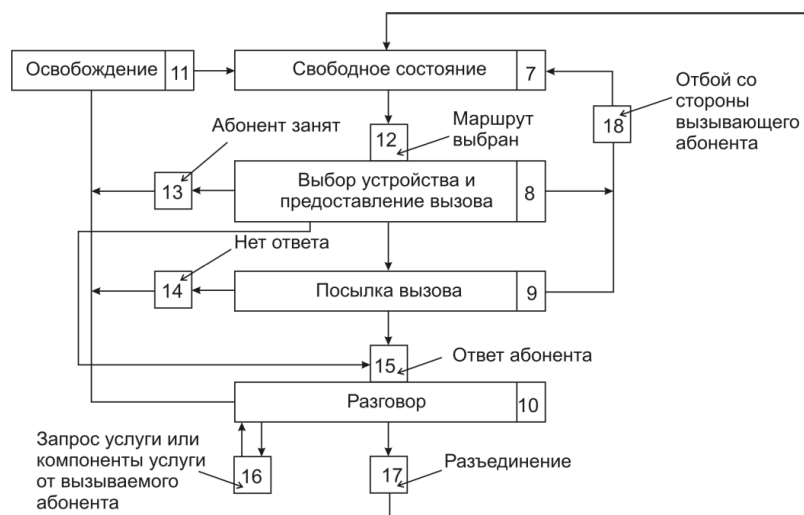 Освобождение 11
Свободное состояние 7
Отбой со
стороны
вызывающего
абонента
18
Абонент занят
12
Маршрут
выбран
13
Выбор устройства и
предоставление вызова
8
Нет ответа
14
Посылка вызова 9
15
Ответ абонента
Разговор 10
Запрос услуги или
компоненты услуги
от вызываемого
абонента
16
17
Разъединение